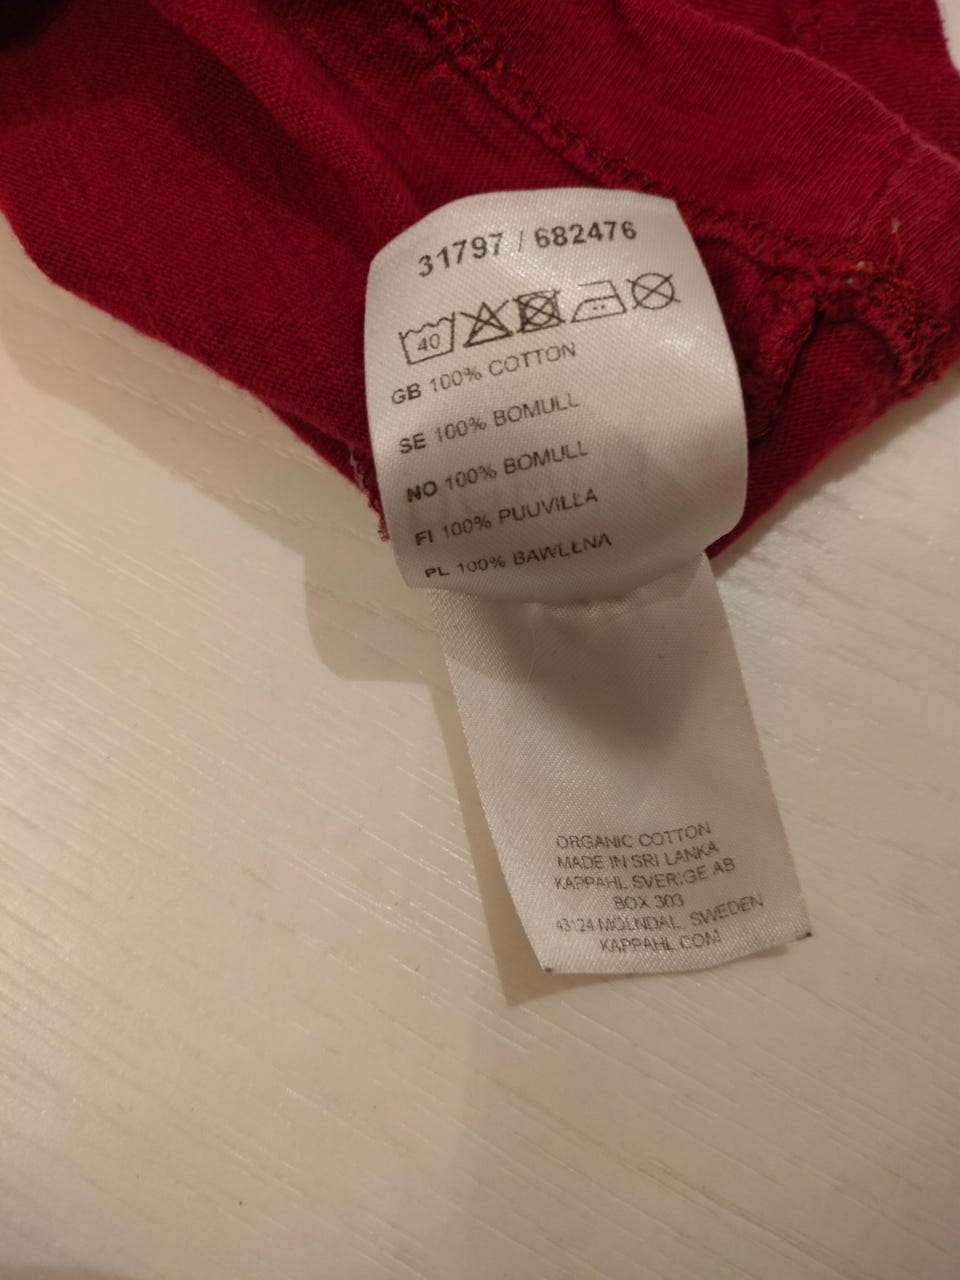 31797 / 682476
40
GB 100% COTTON
SE 100% BOMULL
NO 100% BOMULL
FI 100% PUUVILLA
PL 100% BAWEŁNA
ORGANIC COTTON
MADE IN SRI LANKA
KAPPAHL SVERIGE AB
BOX 303
43124 MÖLNDAL, SWEDEN
KAPPAHL.COM